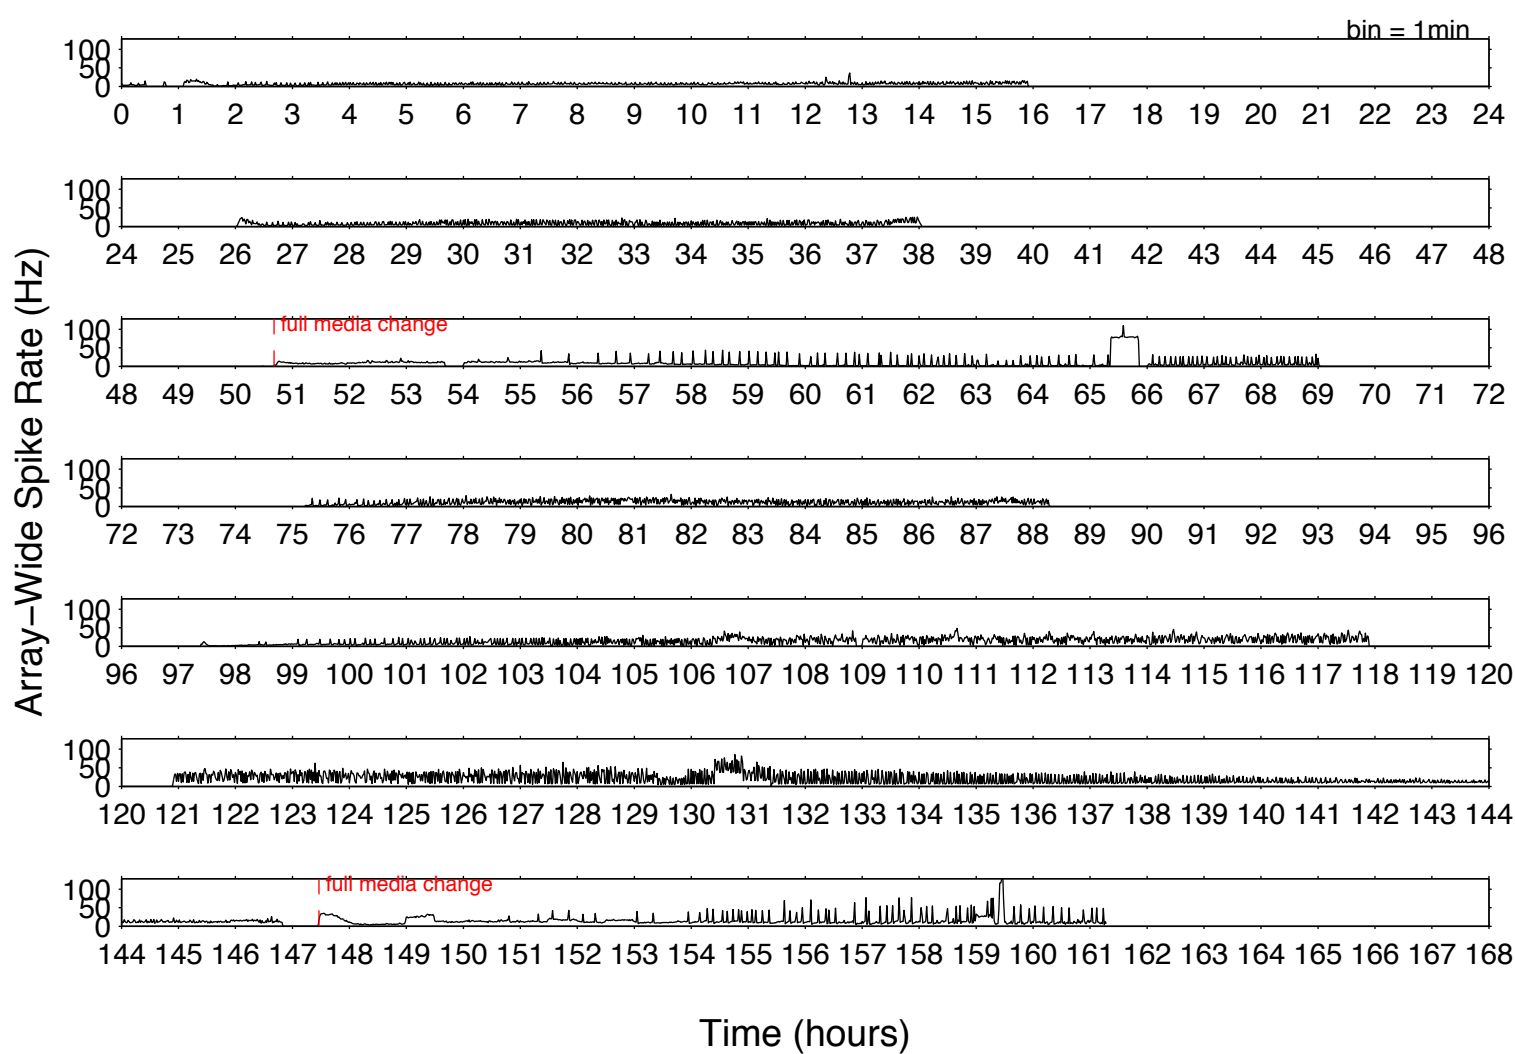 bin = 1min
100
50
0
0 1 2 3 4 5 6 7 8 9 10 11 12 13 14 15 16 17 18 19 20 21 22 23 24
100
50
0
24 25 26 27 28 29 30 31 32 33 34 35 36 37 38 39 40 41 42 43 44 45 46 47 48
full media change
100
50
0
48 49 50 51 52 53 54 55 56 57 58 59 60 61 62 63 64 65 66 67 68 69 70 71 72
100
50
0
72 73 74 75 76 77 78 79 80 81 82 83 84 85 86 87 88 89 90 91 92 93 94 95 96
100
50
0
96 97 98 99 100 101 102 103 104 105 106 107 108 109 110 111 112 113 114 115 116 117 118 119 120
100
50
0
120 121 122 123 124 125 126 127 128 129 130 131 132 133 134 135 136 137 138 139 140 141 142 143 144
full media change
100
50
0
144 145 146 147 148 149 150 151 152 153 154 155 156 157 158 159 160 161 162 163 164 165 166 167 168
Array−Wide Spike Rate (Hz)
Time (hours)